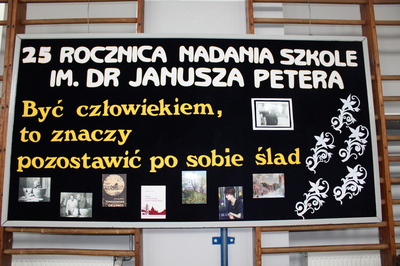 25 ROCZNICA NADANIA SZKOLE
IM. DR JANUSZA PETERA
Być człowiekiem,
to znaczy
pozostawić po sobie ślad